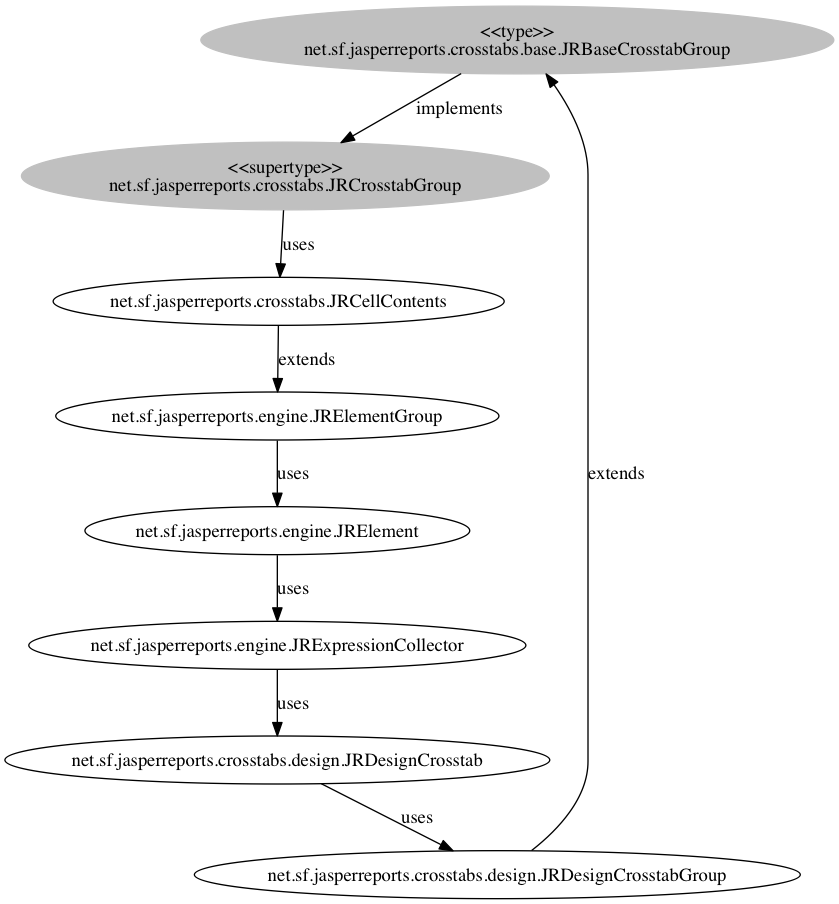 <<type>>
net.sf.jasperreports.crosstabs.base.JRBaseCrosstabGroup
implements
<<supertype>>
net.sf.jasperreports.crosstabs.JRCrosstabGroup
uses
net.sf.jasperreports.crosstabs.JRCellContents
extends
net.sf.jasperreports.engine.JRElementGroup
uses
extends
net.sf.jasperreports.engine.JRElement
uses
net.sf.jasperreports.engine.JRExpressionCollector
uses
net.sf.jasperreports.crosstabs.design.JRDesignCrosstab
uses
net.sf.jasperreports.crosstabs.design.JRDesignCrosstabGroup